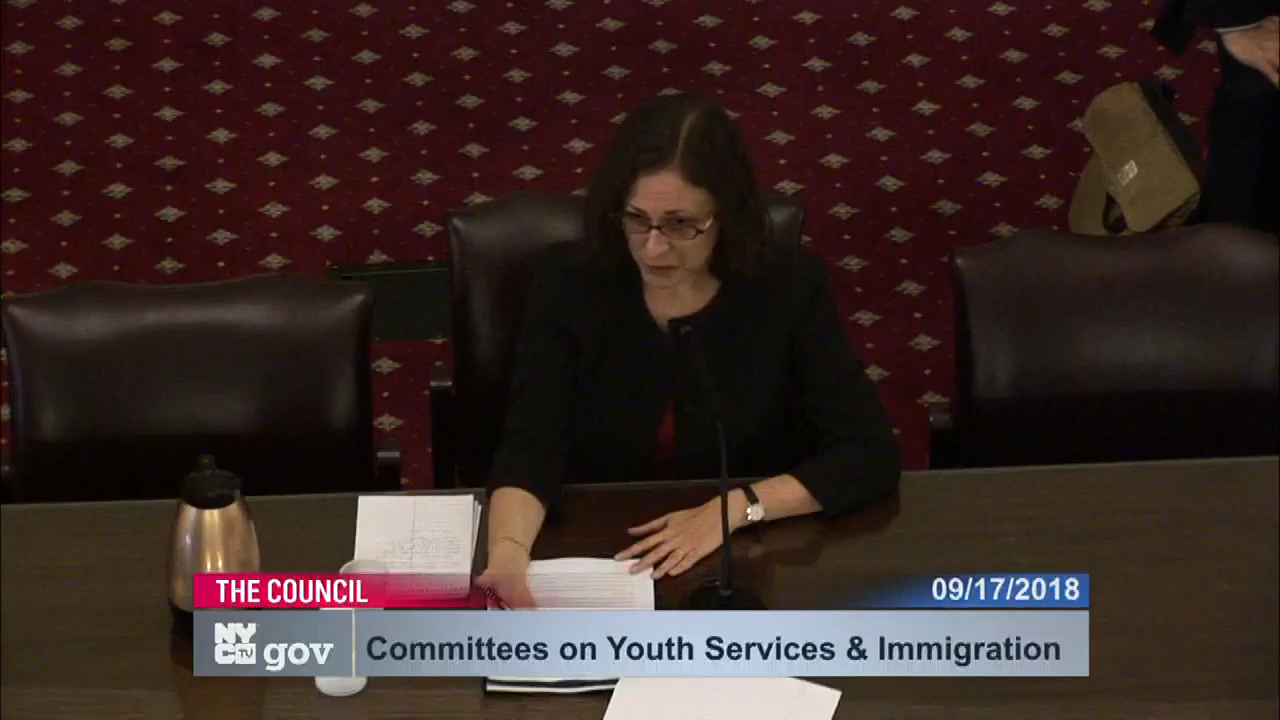 THE COUNCIL
09/17/2018
NYC TV gov
Committees on Youth Services & Immigration